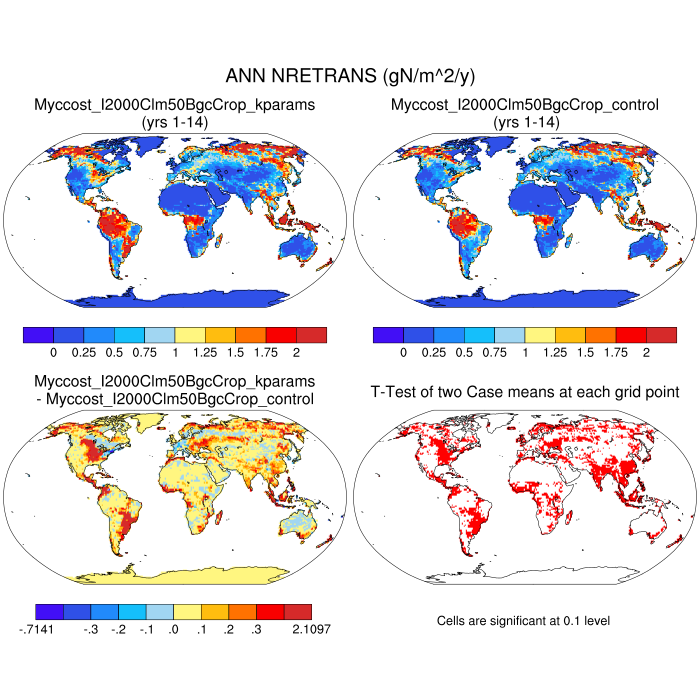 ANN NRETRANS (gN/m^2/y)
Myccost_I2000Clm50BgcCrop_kparams
(yrs 1-14)
Myccost_I2000Clm50BgcCrop_control
(yrs 1-14)
0 0.25 0.5 0.75 1 1.25 1.5 1.75 2
0 0.25 0.5 0.75 1 1.25 1.5 1.75 2
Myccost_I2000Clm50BgcCrop_kparams
- Myccost_I2000Clm50BgcCrop_control
T-Test of two Case means at each grid point
-.7141 -.3 -.2 -.1 .0 .1 .2 .3 2.1097
Cells are significant at 0.1 level